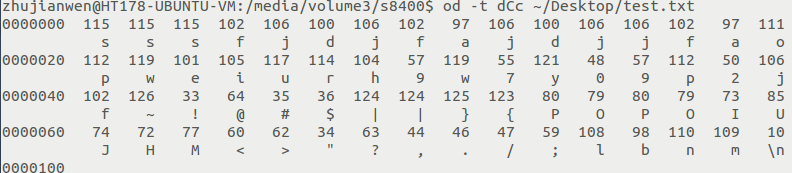 zhujianwen@HT178-UBUNTU-VM:/media/volume3/s8400$ od -t dCc ~/Desktop/test.txt
0000000 115 115 115 102 106 100 106 102 97 106 100 106 106 102 97 111
s s s f j d j f a j d j j f a o
0000020 112 119 101 105 117 114 104 57 119 55 121 48 57 112 50 106
p w e i u r h 9 w 7 y 0 9 p 2 j
0000040 102 126 33 64 35 36 124 124 125 123 80 79 80 79 73 85
f ~ ! @ # $ | | } { P O P O I U
0000060 74 72 77 60 62 34 63 44 46 47 59 108 98 110 109 10
J H M < > " ? , . / ; l b n m \n
0000100